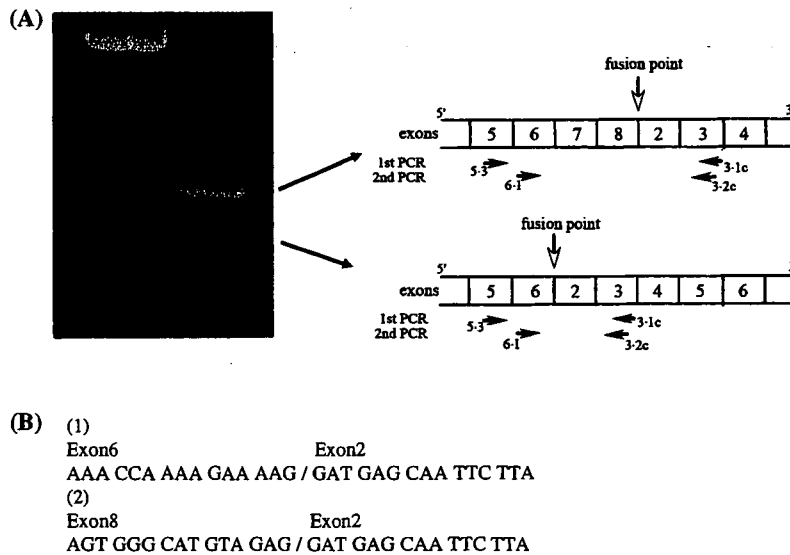 (A)
fusion point
5' 3
exons 5 6 7 8 2 3 4
1st PCR
2nd PCR
5·3 3·1c
6·1 3·2c
fusion point
5'
exons 5 6 2 3 4 5 6
1st PCR
2nd PCR
5·3 3·1c
6·1 3·2c
(B) (1)
Exon6 Exon2
AAA CCA AAA GAA AAG / GAT GAG CAA TTC TTA
(2)
Exon8 Exon2
AGT GGG CAT GTA GAG / GAT GAG CAA TTC TTA